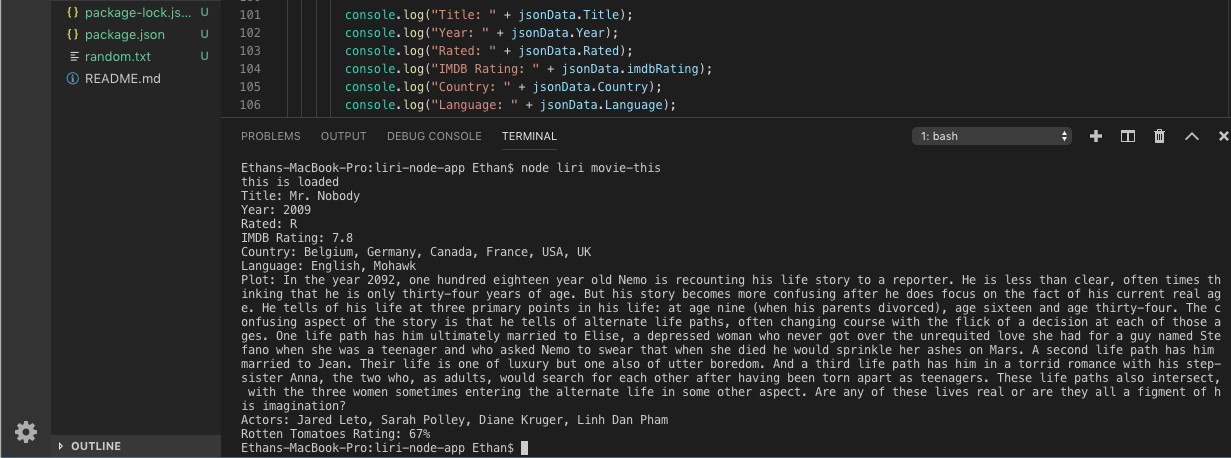 package-lock.js... U
package.json U
random.txt U
README.md
OUTLINE
101 console.log("Title: " + jsonData.Title);
102 console.log("Year: " + jsonData.Year);
103 console.log("Rated: " + jsonData.Rated);
104 console.log("IMDB Rating: " + jsonData.imdbRating);
105 console.log("Country: " + jsonData.Country);
106 console.log("Language: " + jsonData.Language);
PROBLEMS OUTPUT DEBUG CONSOLE TERMINAL 1: bash
Ethans-MacBook-Pro:liri-node-app Ethan$ node liri movie-this
this is loaded
Title: Mr. Nobody
Year: 2009
Rated: R
IMDB Rating: 7.8
Country: Belgium, Germany, Canada, France, USA, UK
Language: English, Mohawk
Plot: In the year 2092, one hundred eighteen year old Nemo is recounting his life story to a reporter. He is less than clear, often times th
inking that he is only thirty-four years of age. But his story becomes more confusing after he does focus on the fact of his current real ag
e. He tells of his life at three primary points in his life: at age nine (when his parents divorced), age sixteen and age thirty-four. The c
onfusing aspect of the story is that he tells of alternate life paths, often changing course with the flick of a decision at each of those a
ges. One life path has him ultimately married to Elise, a depressed woman who never got over the unrequited love she had for a guy named Ste
fano when she was a teenager and who asked Nemo to swear that when she died he would sprinkle her ashes on Mars. A second life path has him
married to Jean. Their life is one of luxury but one also of utter boredom. And a third life path has him in a torrid romance with his step-
sister Anna, the two who, as adults, would search for each other after having been torn apart as teenagers. These life paths also intersect,
with the three women sometimes entering the alternate life in some other aspect. Are any of these lives real or are they all a figment of h
is imagination?
Actors: Jared Leto, Sarah Polley, Diane Kruger, Linh Dan Pham
Rotten Tomatoes Rating: 67%
Ethans-MacBook-Pro:liri-node-app Ethan$